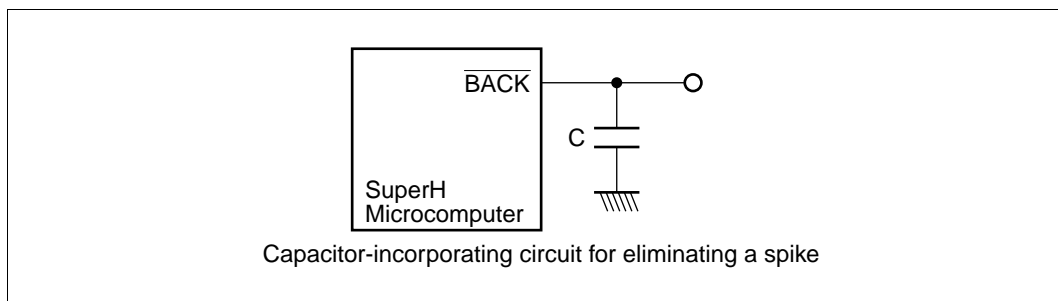 BACK
C
SuperH
Microcomputer
Capacitor-incorporating circuit for eliminating a spike